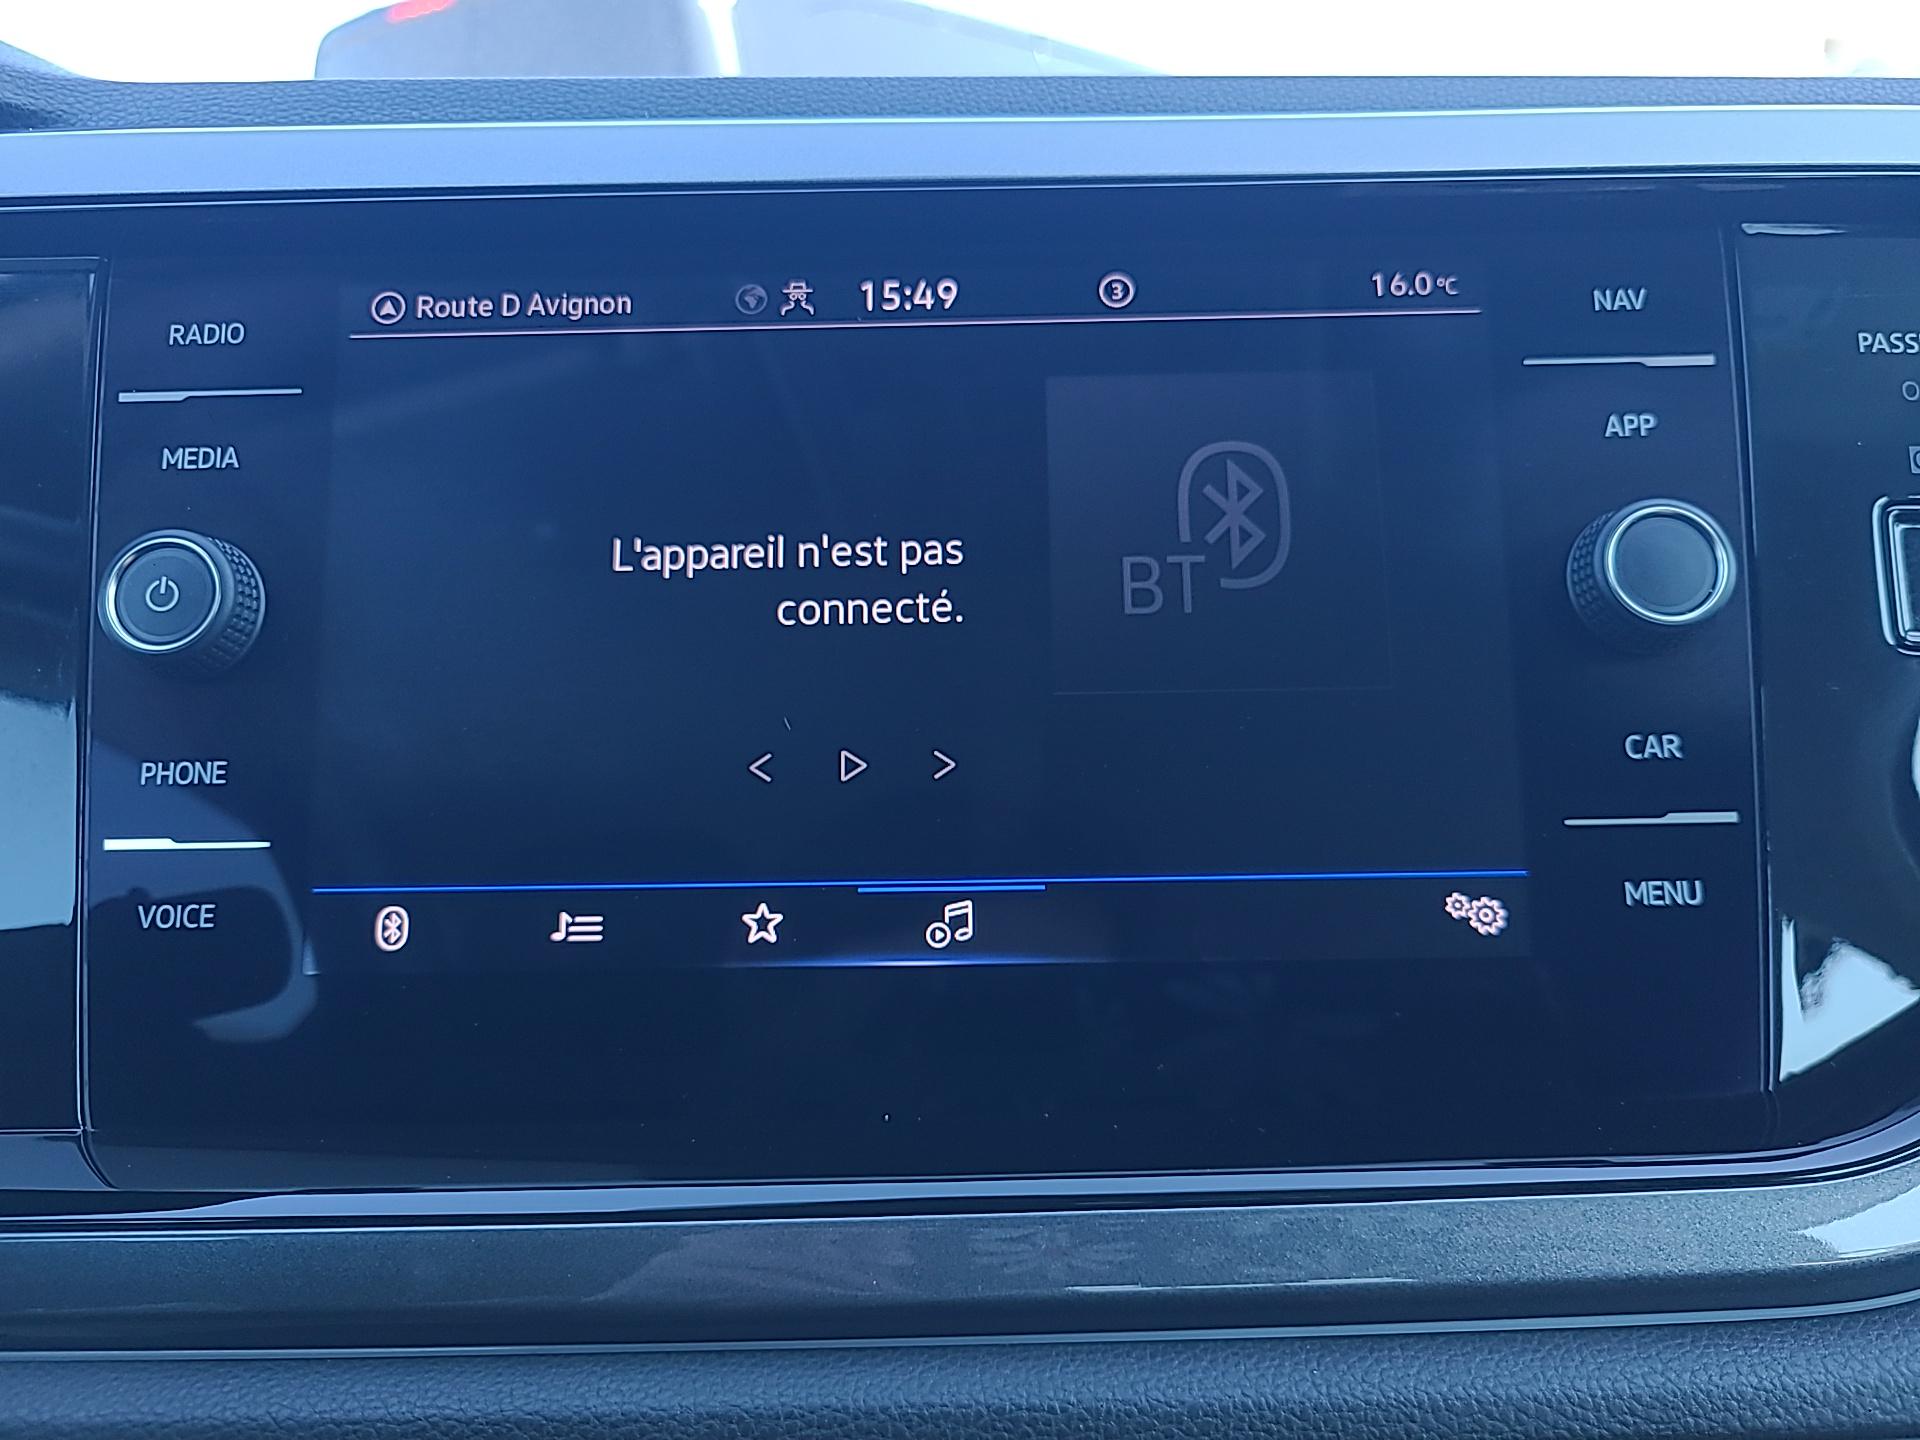 Route D Avignon 15:49 3 16.0°C
RADIO
MEDIA
PHONE
VOICE
L'appareil n'est pas
connecté.
BT
NAV
APP
CAR
MENU